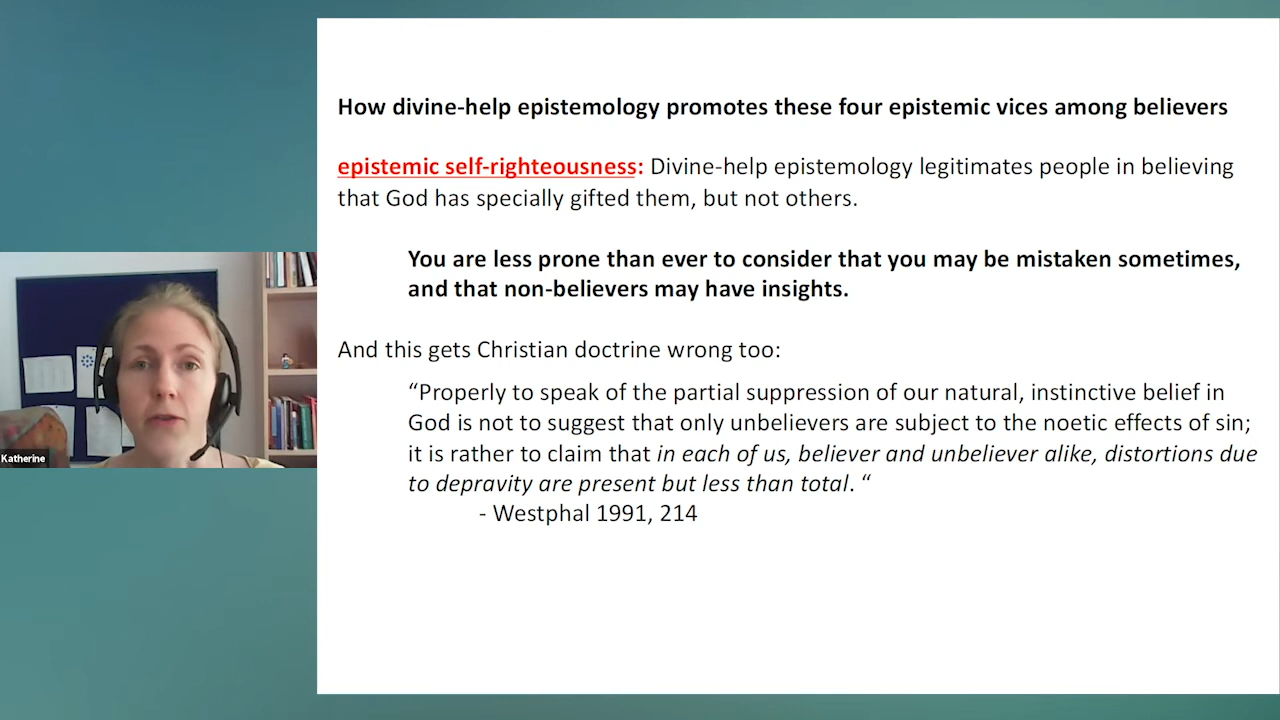 How divine-help epistemology promotes these four epistemic vices among believers
epistemic self-righteousness: Divine-help epistemology legitimates people in believing
that God has specially gifted them, but not others.
You are less prone than ever to consider that you may be mistaken sometimes,
and that non-believers may have insights.
And this gets Christian doctrine wrong too:
“Properly to speak of the partial suppression of our natural, instinctive belief in
God is not to suggest that only unbelievers are subject to the noetic effects of sin;
it is rather to claim that in each of us, believer and unbeliever alike, distortions due
to depravity are present but less than total. “
- Westphal 1991, 214
Katherine